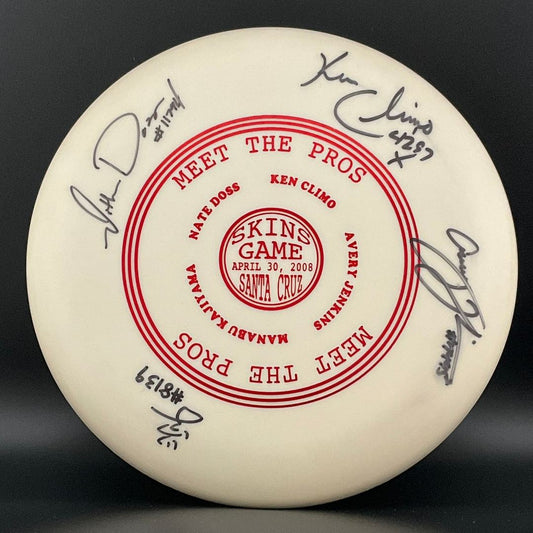 MEET THE PROS
NATE DOSS
KEN CLIMO
AVERY JENKINS
MANABU KAJIYAMA
SKINS
GAME
APRIL 30, 2008
SANTA CRUZ
MEET THE PROS
Ken
Climo
4297
X
#8139